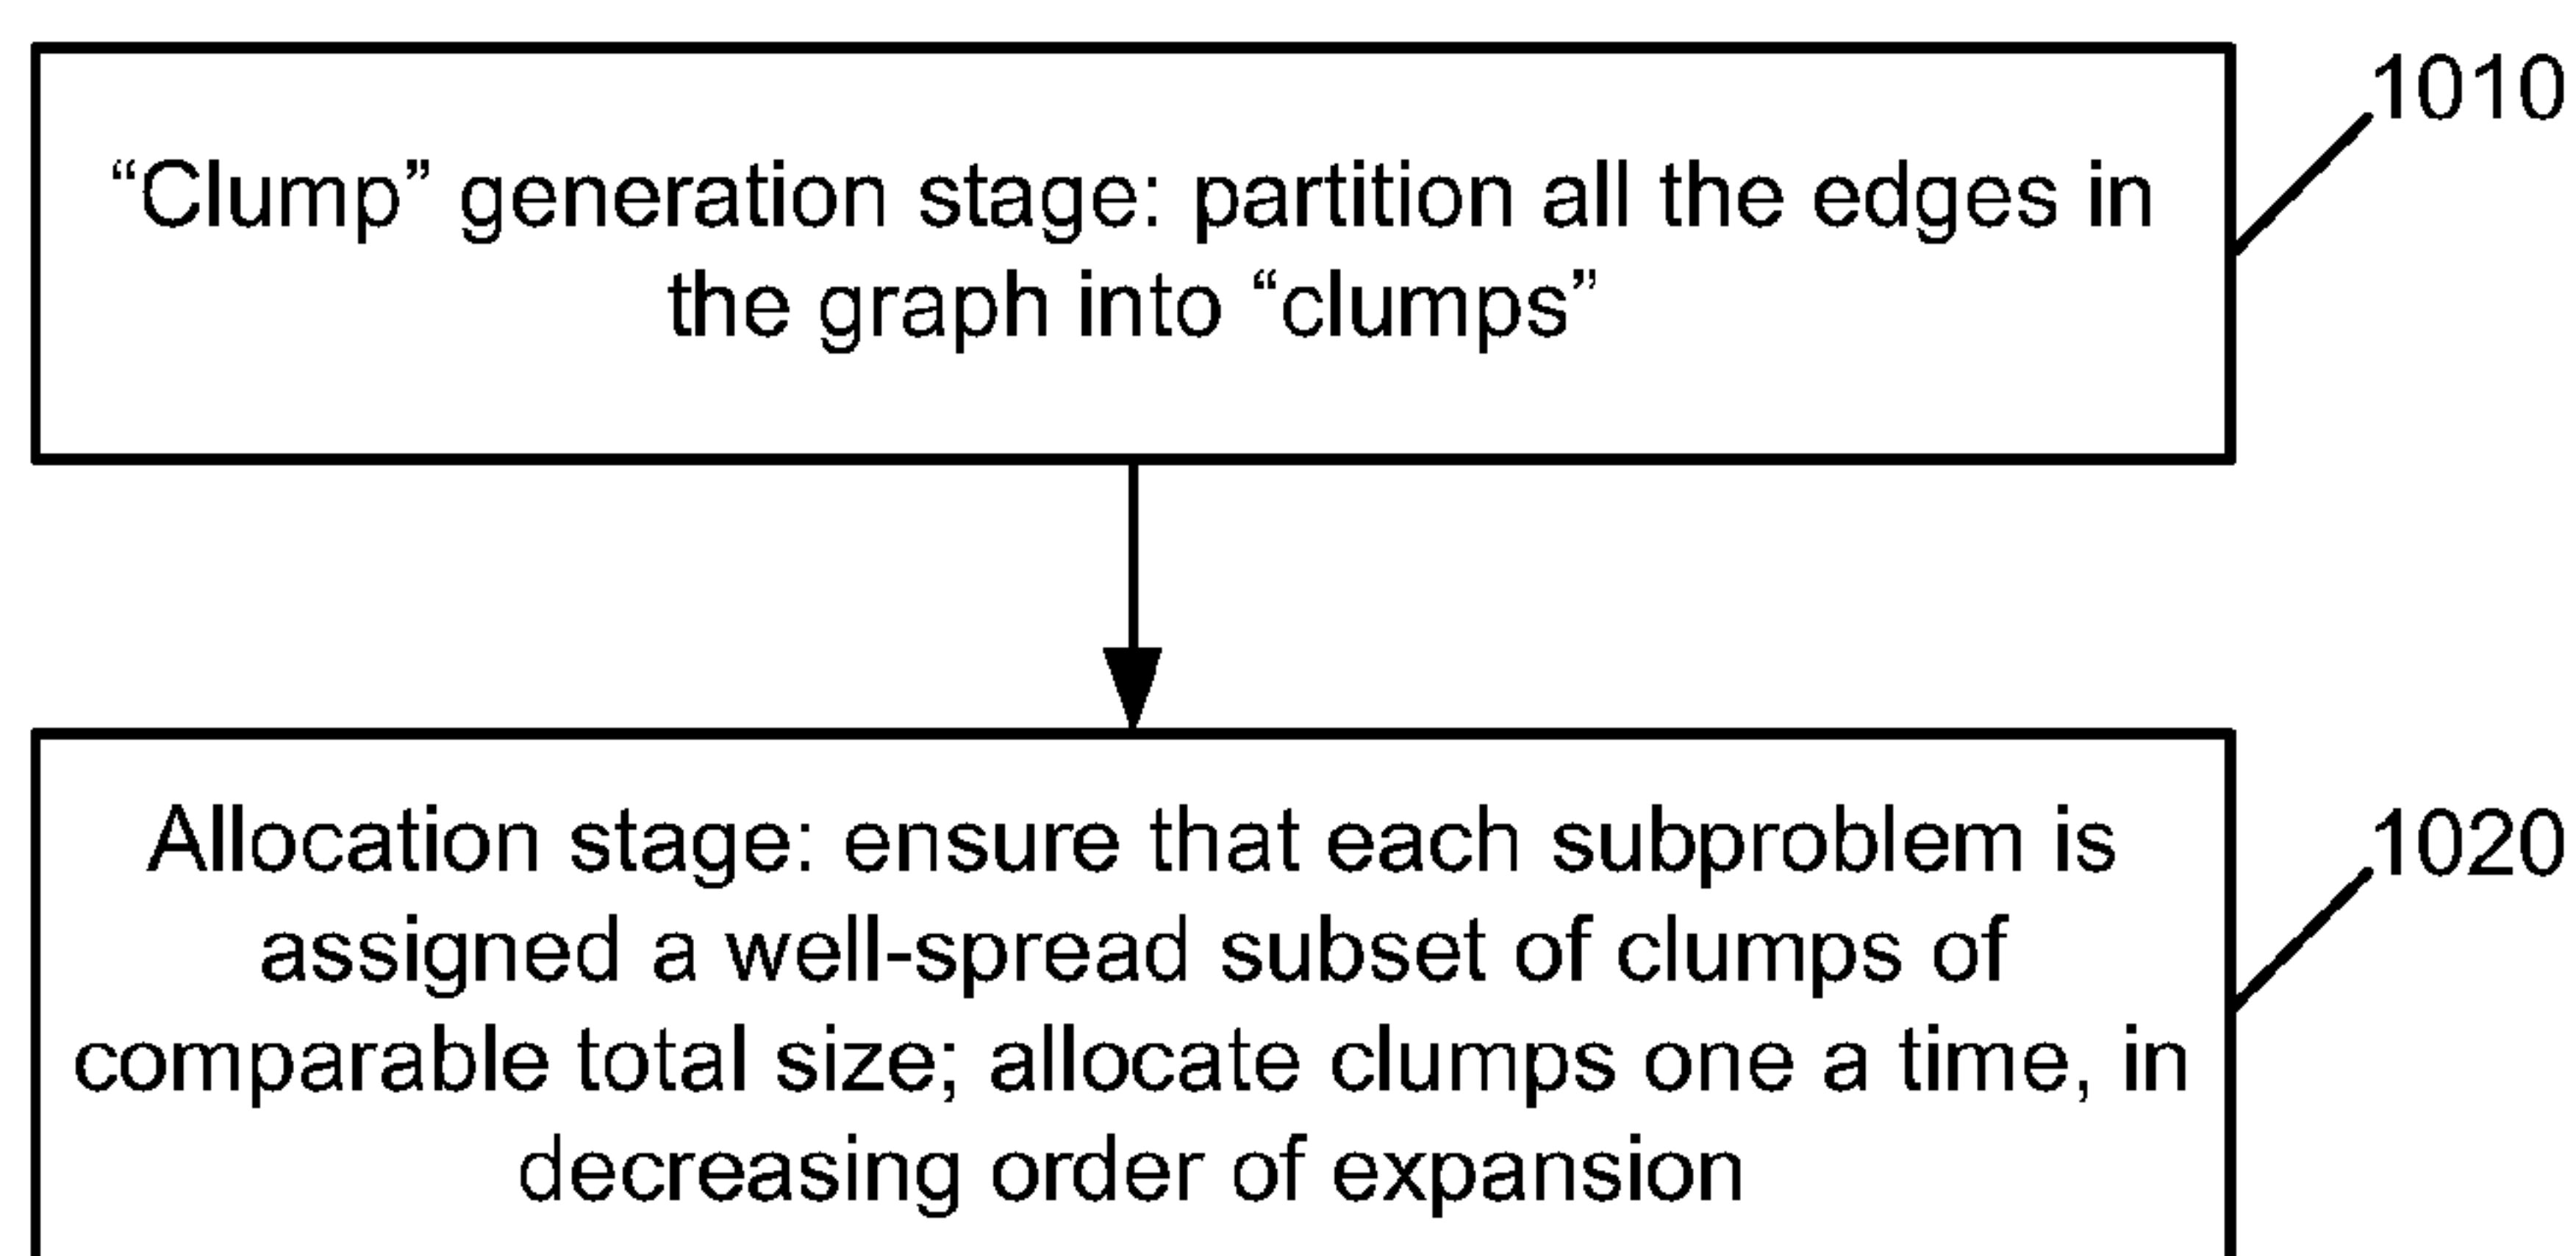 “Clump” generation stage: partition all the edges in
the graph into “clumps”
1010
Allocation stage: ensure that each subproblem is
assigned a well-spread subset of clumps of
comparable total size; allocate clumps one a time, in
decreasing order of expansion
1020